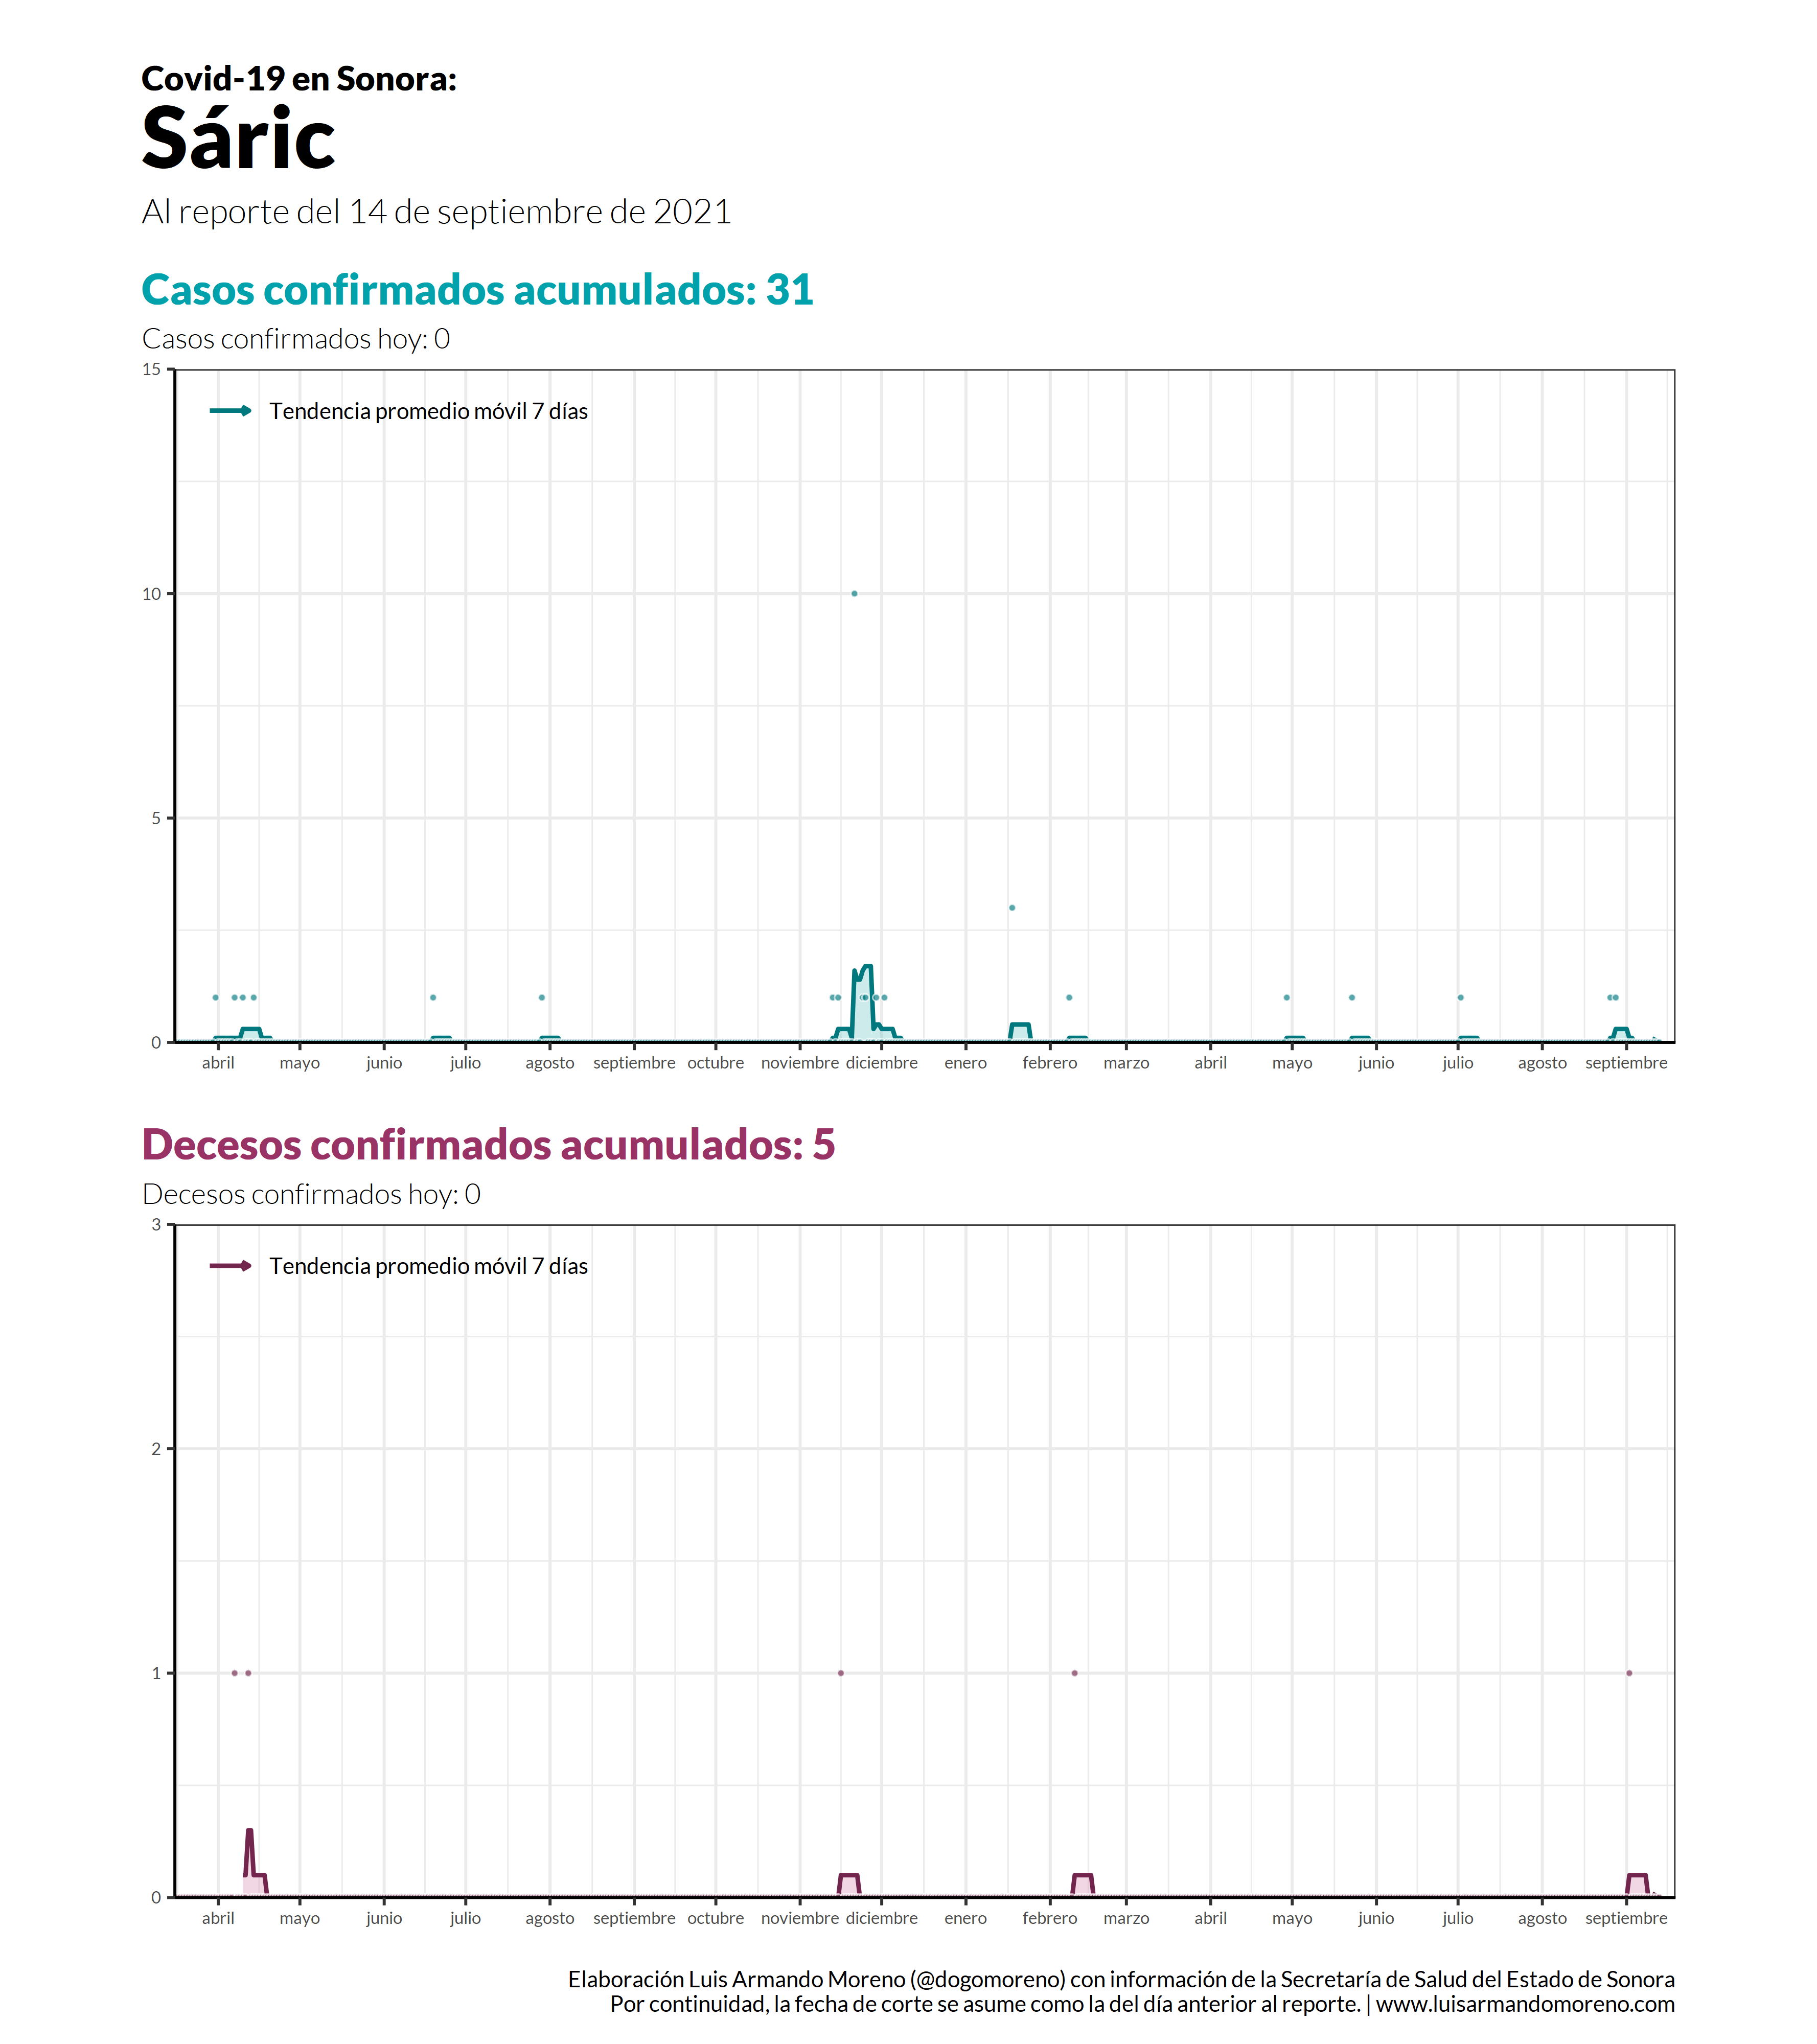 Covid-19 en Sonora:
Sáric
Al reporte del 14 de septiembre de 2021
Casos confirmados acumulados: 31
Casos confirmados hoy: 0
15
Tendencia promedio móvil 7 días
10
5
0
abril mayo junio julio agosto septiembre octubre noviembre diciembre enero febrero marzo abril mayo junio julio agosto septiembre
Decesos confirmados acumulados: 5
Decesos confirmados hoy: 0
3
Tendencia promedio móvil 7 días
2
1
0
abril mayo junio julio agosto septiembre octubre noviembre diciembre enero febrero marzo abril mayo junio julio agosto septiembre
Elaboración Luis Armando Moreno (@dogomoreno) con información de la Secretaría de Salud del Estado de Sonora
Por continuidad, la fecha de corte se asume como la del día anterior al reporte. | www.luisarmandomoreno.com